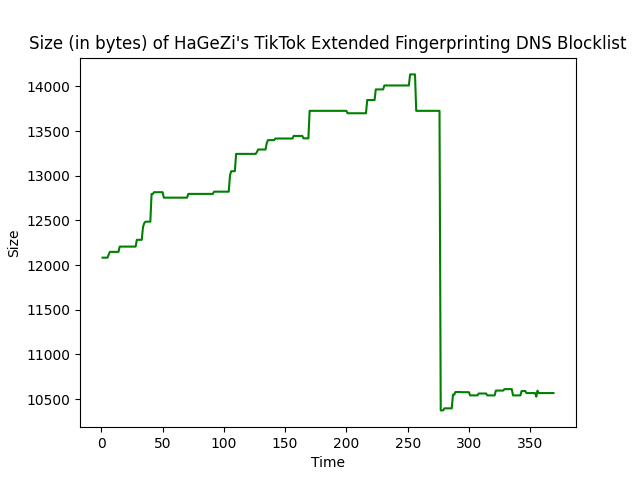 Size (in bytes) of HaGeZi's TikTok Extended Fingerprinting DNS Blocklist
14000
13500
13000
12500
12000
11500
11000
10500
Size
0 50 100 150 200 250 300 350
Time